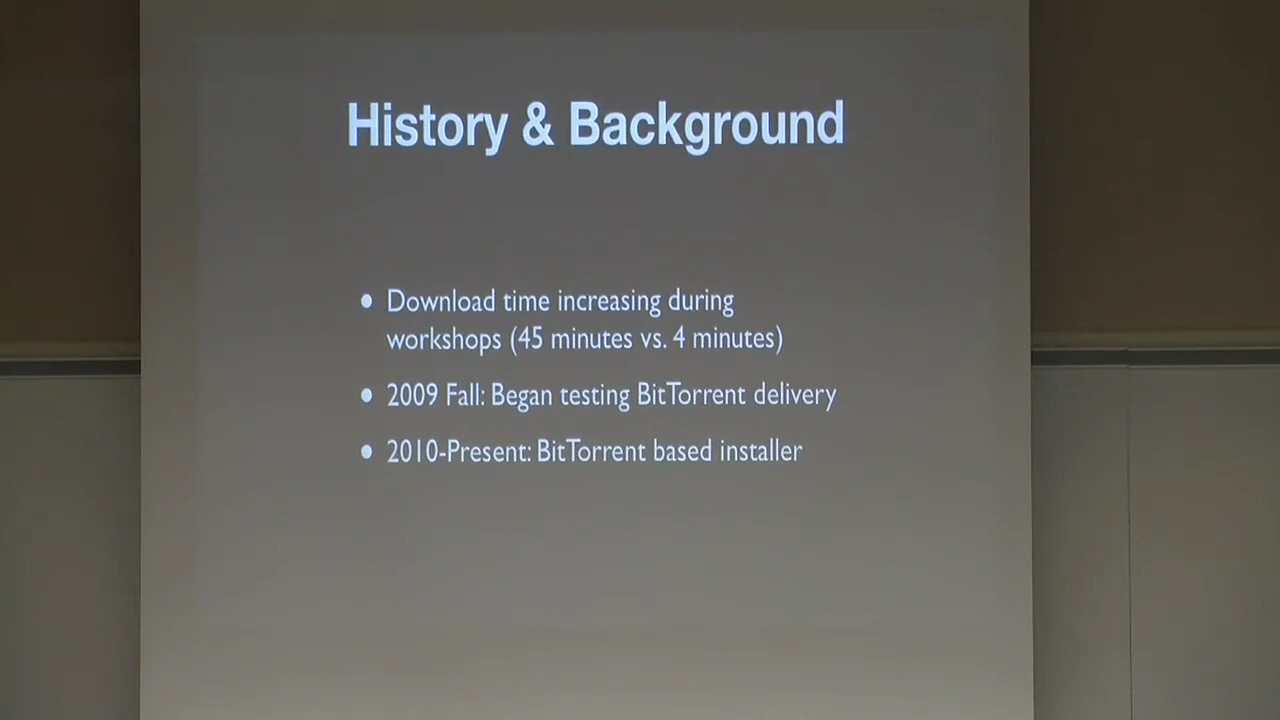 History & Background
• Download time increasing during
workshops (45 minutes vs. 4 minutes)
• 2009 Fall: Began testing BitTorrent delivery
• 2010-Present: BitTorrent based installer